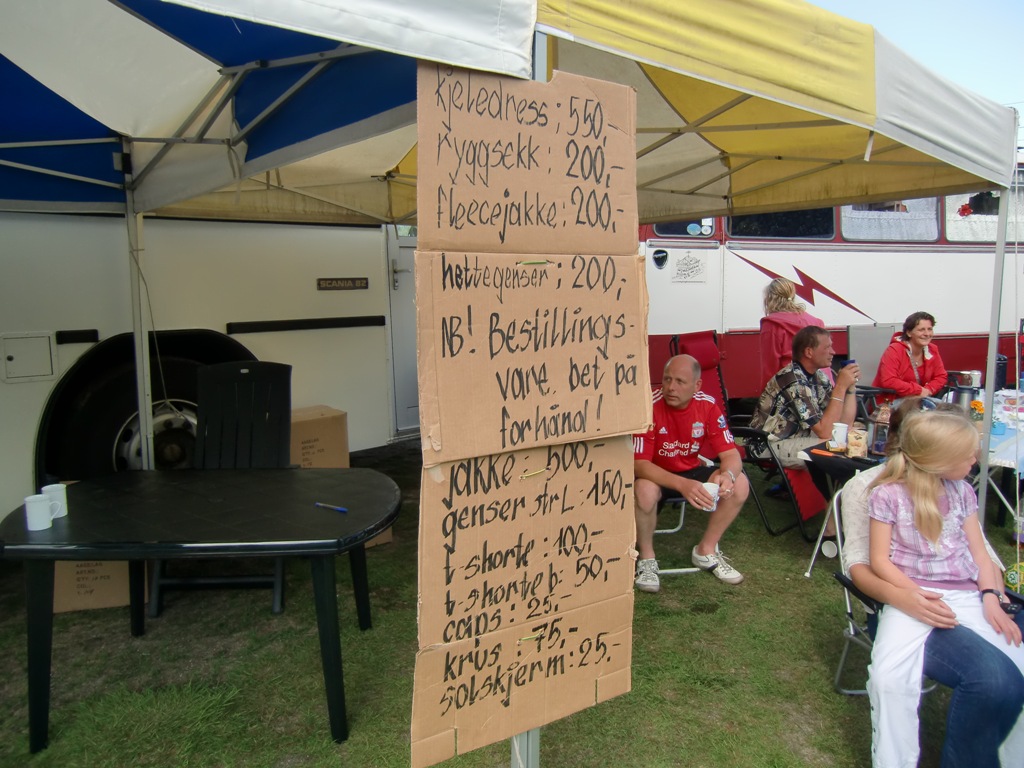 kjeledress ; 550,-
ryggsekk : 200,-
fleecejakke : 200,-
hettegenser ; 200,-
NB! Bestillings-
vare. bet på
forhånd!
jakke : 500,-
genser str L : 150,-
t-shorte : 100,-
t-shorte b: 50,-
caps : 25,-
krus : 75,-
solskjerm : 25.-
SCANIA 82
Standard
Chartered